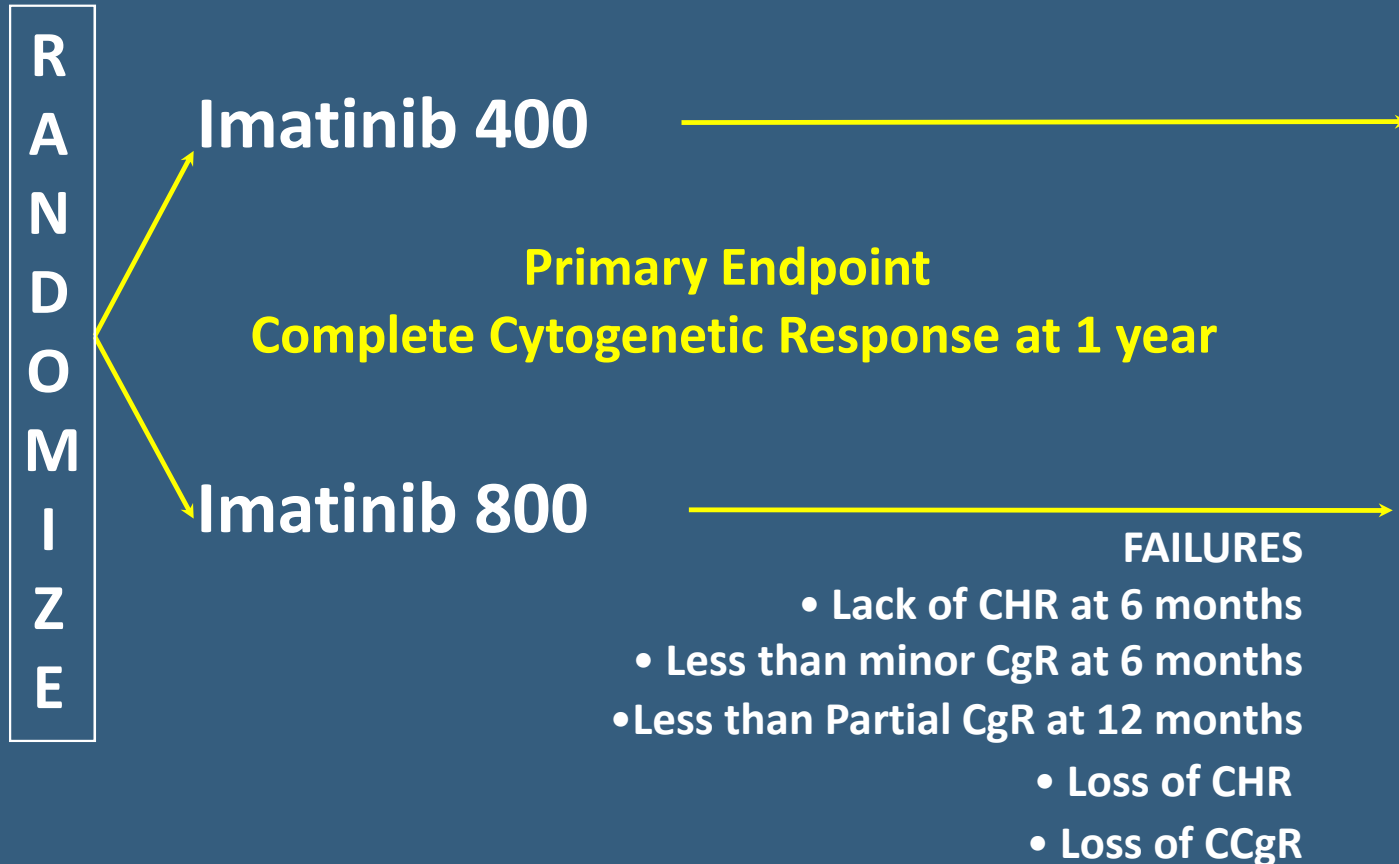 RANDOMIZE
Imatinib 400
Primary Endpoint
Complete Cytogenetic Response at 1 year
Imatinib 800
FAILURES
• Lack of CHR at 6 months
• Less than minor CgR at 6 months
•Less than Partial CgR at 12 months
• Loss of CHR
• Loss of CCgR